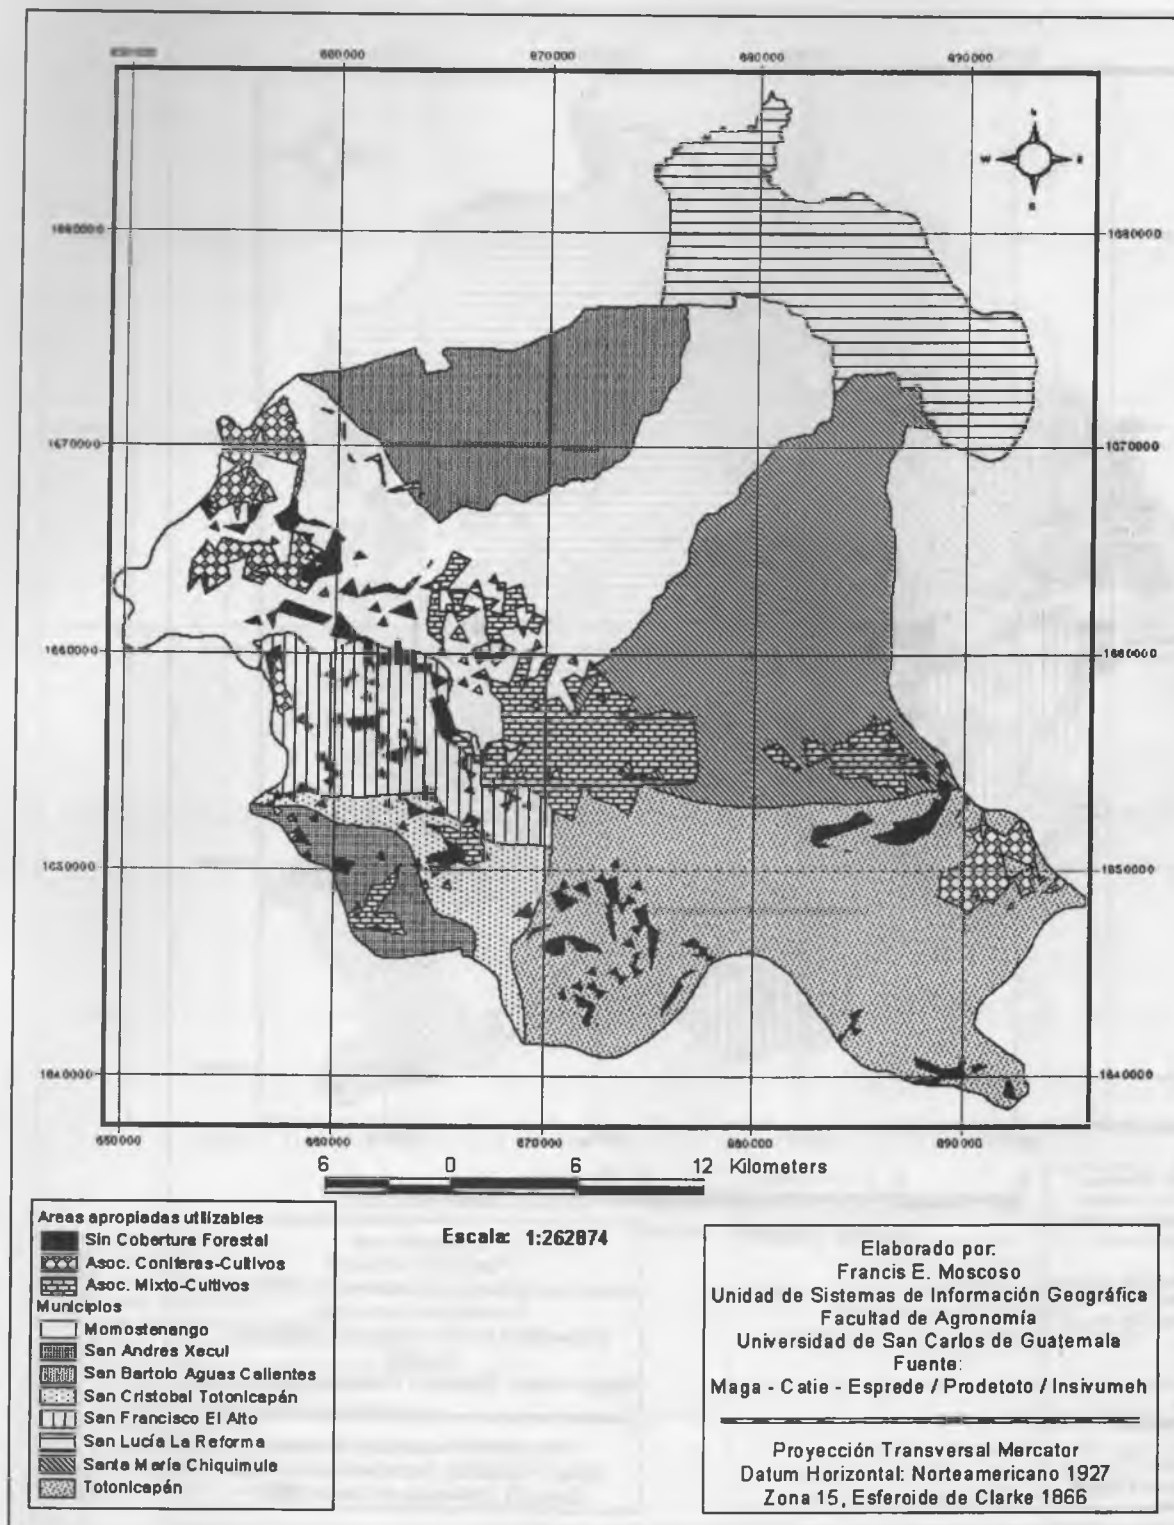 660000 670000 680000 690000
N
W E
S
1680000 1680000
1670000 1670000
1660000 1660000
1650000 1650000
1640000 1640000
650000 660000 670000 680000 690000
6 0 6 12 Kilometers
Escala: 1:262874
Areas apropiadas utilizables
Sin Cobertura Forestal
Asoc. Coniferas-Cultivos
Asoc. Mixto-Cultivos
Municipios
Momostenango
San Andrés Xecul
San Bartolo Aguas Calientes
San Cristobal Totonicapán
San Francisco El Alto
San Lucía La Reforma
Santa María Chiquimula
Totonicapán
Elaborado por:
Francis E. Moscoso
Unidad de Sistemas de Información Geográfica
Facultad de Agronomía
Universidad de San Carlos de Guatemala
Fuente:
Maga - Catie - Esprede / Prodetoto / Insivumeh
Proyección Transversal Mercator
Datum Horizontal: Norteamericano 1927
Zona 15, Esferoide de Clarke 1866